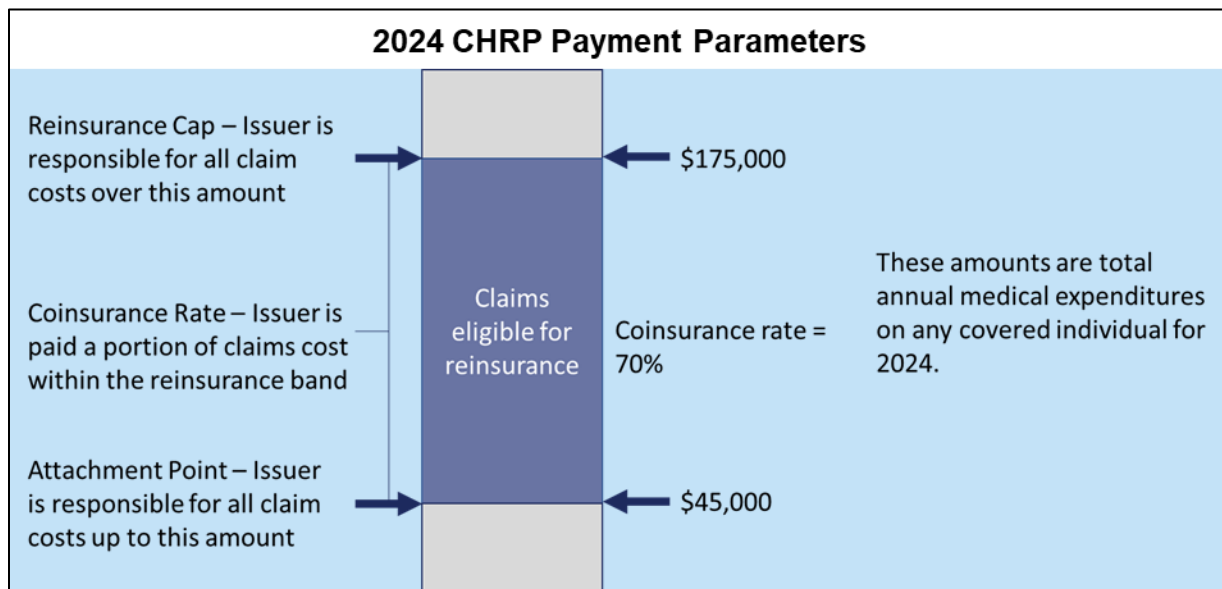 2024 CHRP Payment Parameters
Reinsurance Cap – Issuer is
responsible for all claim
costs over this amount
$175,000
Coinsurance Rate – Issuer is
paid a portion of claims cost
within the reinsurance band
Claims
eligible for
reinsurance
Coinsurance rate =
70%
These amounts are total
annual medical expenditures
on any covered individual for
2024.
Attachment Point – Issuer
is responsible for all claim
costs up to this amount
$45,000